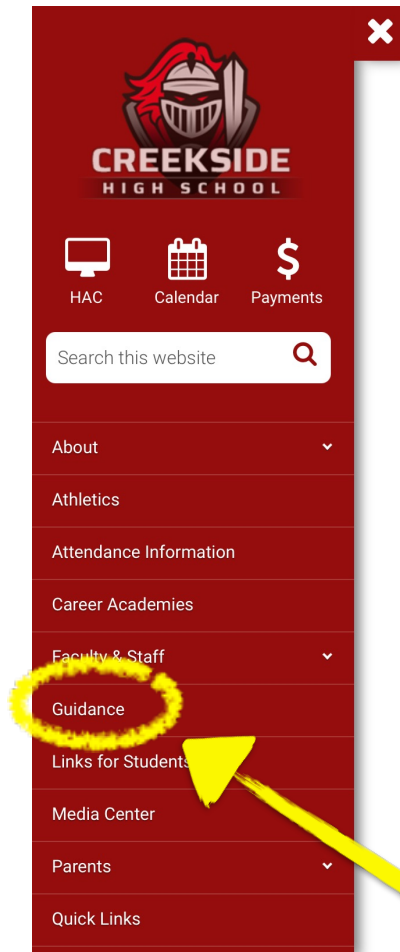 CREEKSIDE
HIGH SCHOOL
HAC Calendar Payments
Search this website
About
Athletics
Attendance Information
Career Academies
Faculty & Staff
Guidance
Links for Students
Media Center
Parents
Quick Links